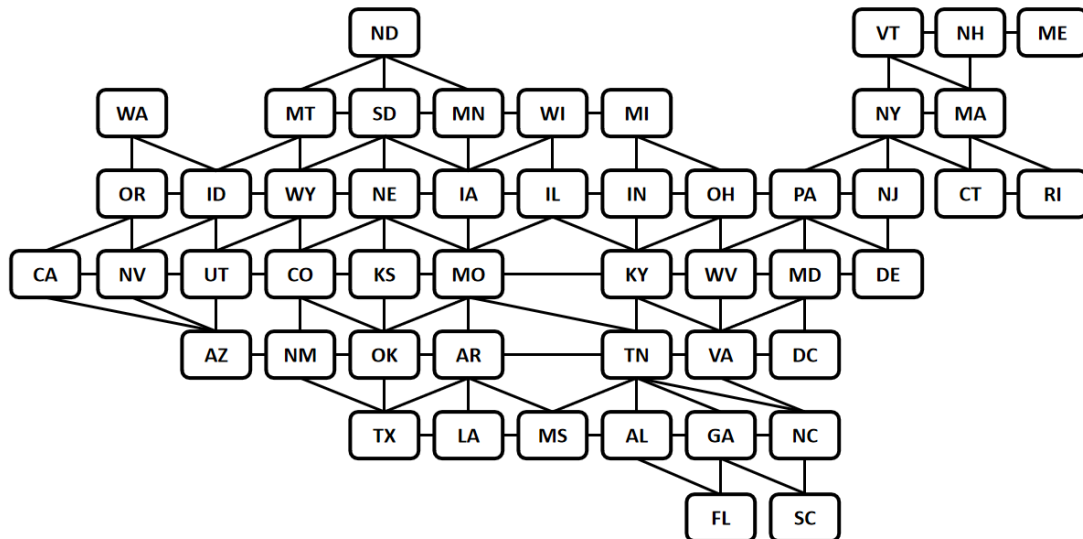 ND VT NH ME
WA MT SD MN WI MI NY MA
OR ID WY NE IA IL IN OH PA NJ CT RI
CA NV UT CO KS MO KY WV MD DE
AZ NM OK AR TN VA DC
TX LA MS AL GA NC
FL SC